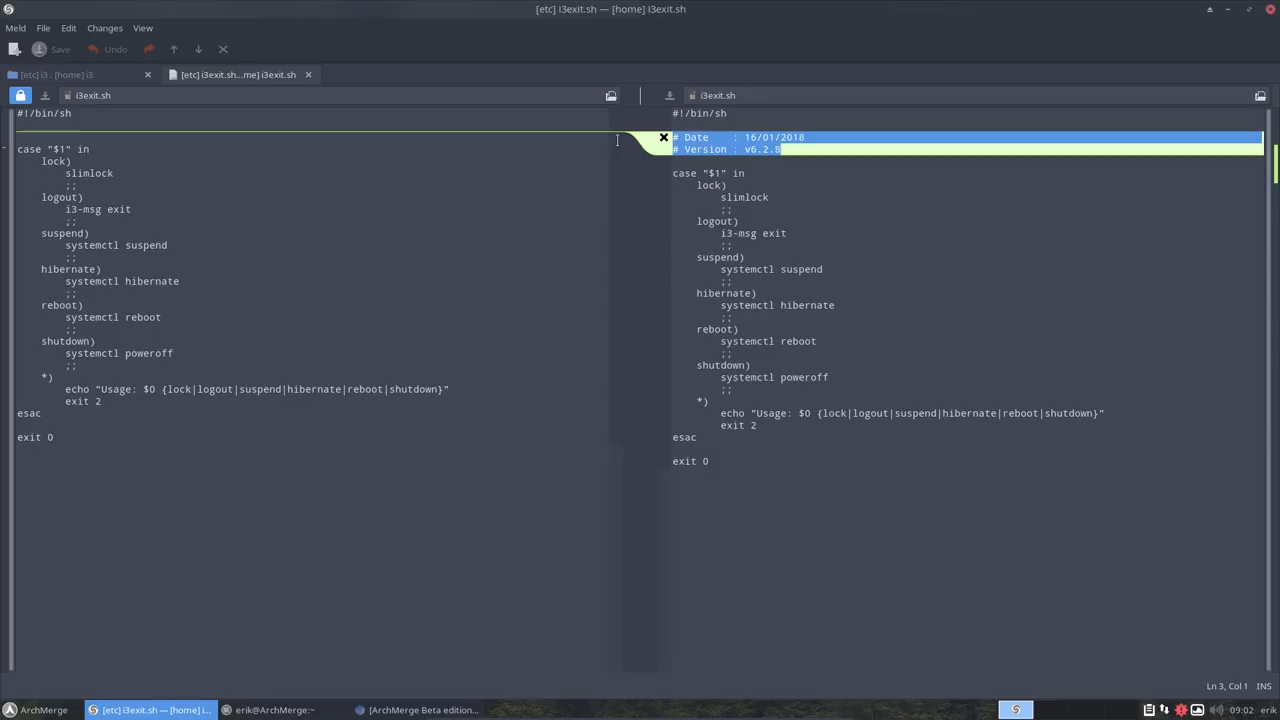 [etc] i3exit.sh — [home] i3exit.sh
Meld File Edit Changes View
Save Undo
[etc] i3 : [home] i3
[etc] i3exit.sh...me] i3exit.sh
i3exit.sh
#!/bin/sh
case "$1" in
lock)
slimlock
;;
logout)
i3-msg exit
;;
suspend)
systemctl suspend
;;
hibernate)
systemctl hibernate
;;
reboot)
systemctl reboot
;;
shutdown)
systemctl poweroff
;;
*)
echo "Usage: $0 {lock|logout|suspend|hibernate|reboot|shutdown}"
exit 2
esac
exit 0
i3exit.sh
#!/bin/sh
# Date : 16/01/2018
# Version : v6.2.8
case "$1" in
lock)
slimlock
;;
logout)
i3-msg exit
;;
suspend)
systemctl suspend
;;
hibernate)
systemctl hibernate
;;
reboot)
systemctl reboot
;;
shutdown)
systemctl poweroff
;;
*)
echo "Usage: $0 {lock|logout|suspend|hibernate|reboot|shutdown}"
exit 2
esac
exit 0
Ln 3, Col 1 INS
ArchMerge
[etc] i3exit.sh — [home] i...
erik@ArchMerge:~
[ArchMerge Beta edition...
09:02 erik